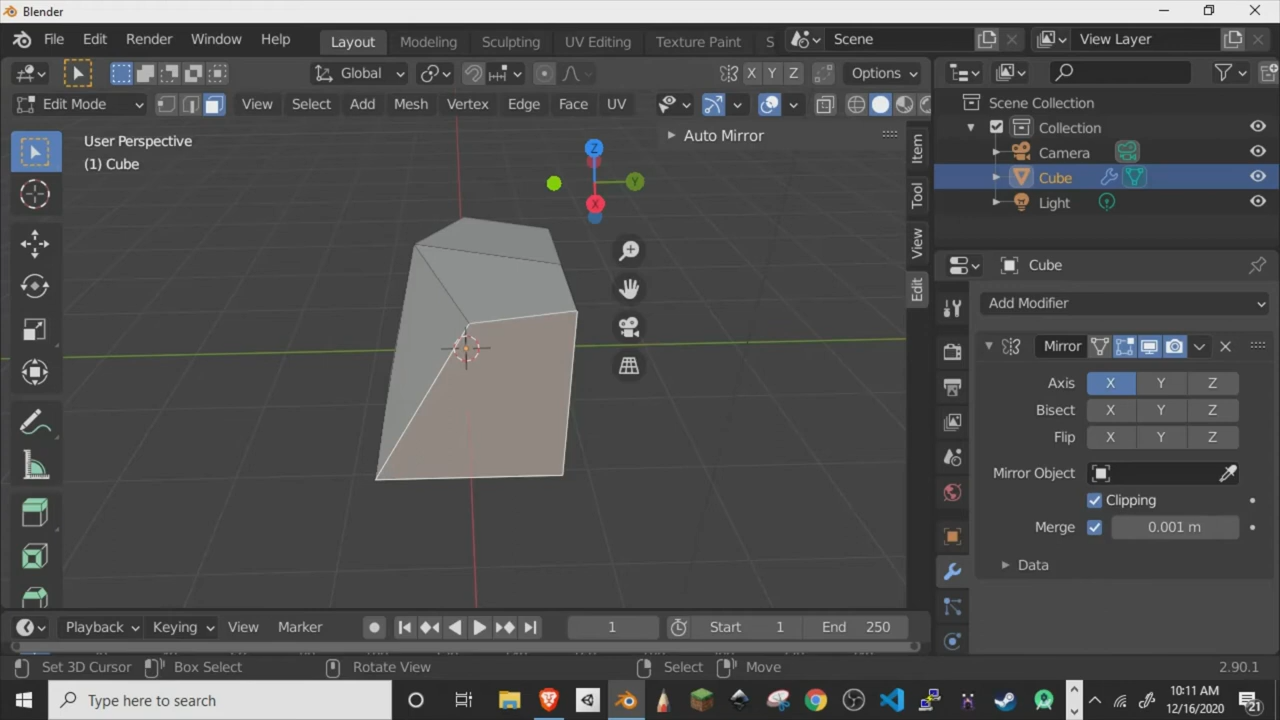 Blender
File Edit Render Window Help Layout Modeling Sculpting UV Editing Texture Paint S Scene View Layer
Global X Y Z Options
Edit Mode View Select Add Mesh Vertex Edge Face UV
User Perspective
(1) Cube
Auto Mirror
Z
Y
X
Item
Tool
View
Edit
Scene Collection
Collection
Camera
Cube
Light
Cube
Add Modifier
Mirror
Axis X Y Z
Bisect X Y Z
Flip X Y Z
Mirror Object
Clipping
Merge 0.001 m
Data
Playback Keying View Marker 1 Start 1 End 250
Set 3D Cursor Box Select Rotate View Select Move 2.90.1
Type here to search
10:11 AM
12/16/2020
21